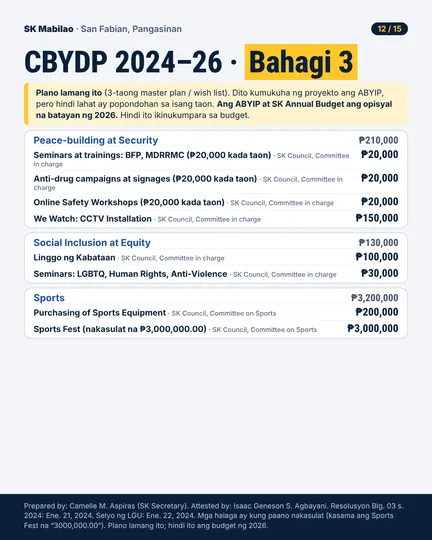 SK Mabilao · San Fabian, Pangasinan
12 / 15
CBYDP 2024–26 · Bahagi 3
Plano lamang ito (3-taong master plan / wish list). Dito kumukuha ng proyekto ang ABYIP,
pero hindi lahat ay popondohan sa isang taon. Ang ABYIP at SK Annual Budget ang opisyal
na batayan ng 2026. Hindi ito ikinukumpara sa budget.
Peace-building at Security ₱210,000
Seminars at trainings: BFP, MDRRMC (₱20,000 kada taon) · SK Council, Committee ₱20,000
in charge
Anti-drug campaigns at signages (₱20,000 kada taon) · SK Council, Committee in ₱20,000
charge
Online Safety Workshops (₱20,000 kada taon) · SK Council, Committee in charge ₱20,000
We Watch: CCTV Installation · SK Council, Committee in charge ₱150,000
Social Inclusion at Equity ₱130,000
Linggo ng Kabataan · SK Council, Committee in charge ₱100,000
Seminars: LGBTQ, Human Rights, Anti-Violence · SK Council, Committee in charge ₱30,000
Sports ₱3,200,000
Purchasing of Sports Equipment · SK Council, Committee on Sports ₱200,000
Sports Fest (nakasulat na ₱3,000,000.00) · SK Council, Committee on Sports ₱3,000,000
Prepared by: Camelle M. Aspiras (SK Secretary). Attested by: Isaac Geneson S. Agbayani. Resolusyon Blg. 03 s.
2024: Ene. 21, 2024. Selyo ng LGU: Ene. 22, 2024. Mga halaga ay kung paano nakasulat (kasama ang Sports
Fest na “3000,000.00”). Plano lamang ito; hindi ito ang budget ng 2026.